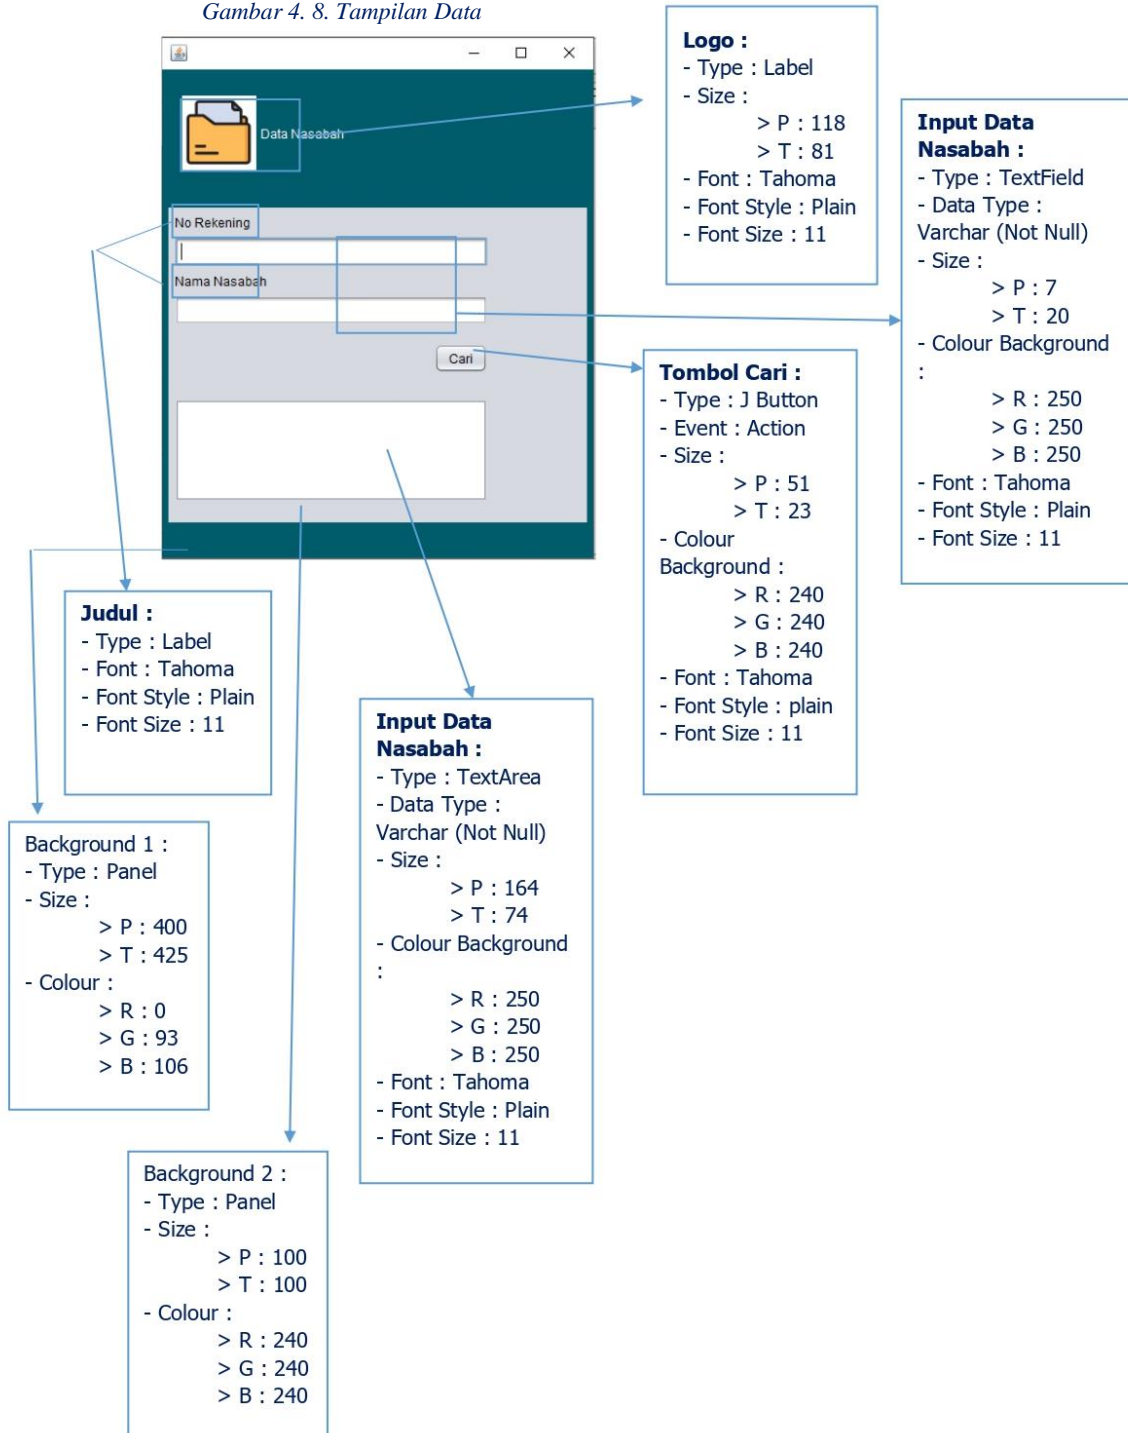 Gambar 4. 8. Tampilan Data
Data Nasabah
No Rekening
Nama Nasabah
Cari
Logo :
- Type : Label
- Size :
> P : 118
> T : 81
- Font : Tahoma
- Font Style : Plain
- Font Size : 11
Input Data
Nasabah :
- Type : TextField
- Data Type :
Varchar (Not Null)
- Size :
> P : 7
> T : 20
- Colour Background
:
> R : 250
> G : 250
> B : 250
- Font : Tahoma
- Font Style : Plain
- Font Size : 11
Tombol Cari :
- Type : J Button
- Event : Action
- Size :
> P : 51
> T : 23
- Colour
Background :
> R : 240
> G : 240
> B : 240
- Font : Tahoma
- Font Style : plain
- Font Size : 11
Judul :
- Type : Label
- Font : Tahoma
- Font Style : Plain
- Font Size : 11
Input Data
Nasabah :
- Type : TextArea
- Data Type :
Varchar (Not Null)
- Size :
> P : 164
> T : 74
- Colour Background
:
> R : 250
> G : 250
> B : 250
- Font : Tahoma
- Font Style : Plain
- Font Size : 11
Background 1 :
- Type : Panel
- Size :
> P : 400
> T : 425
- Colour :
> R : 0
> G : 93
> B : 106
Background 2 :
- Type : Panel
- Size :
> P : 100
> T : 100
- Colour :
> R : 240
> G : 240
> B : 240